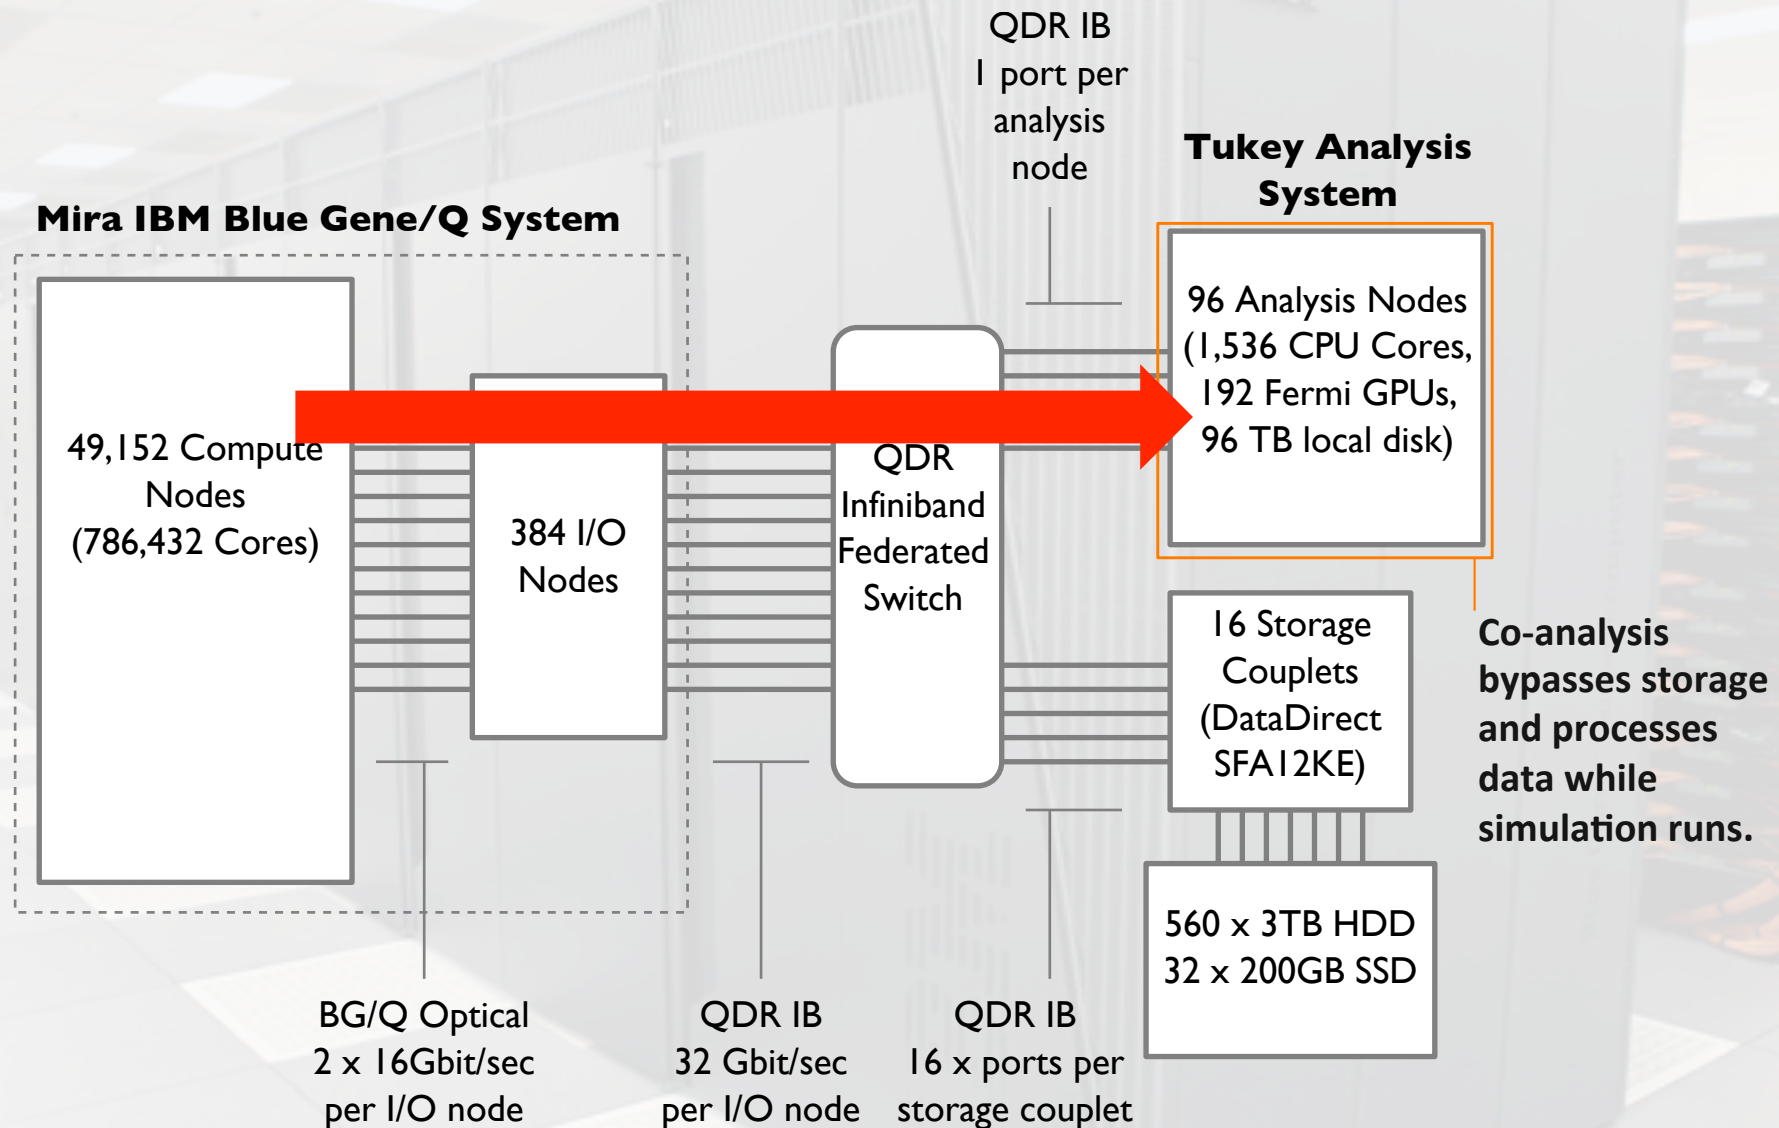 QDR IB
1 port per
analysis
node
Tukey Analysis
System
Mira IBM Blue Gene/Q System
96 Analysis Nodes
(1,536 CPU Cores,
192 Fermi GPUs,
96 TB local disk)
49,152 Compute
Nodes
(786,432 Cores)
384 I/O
Nodes
QDR
Infiniband
Federated
Switch
16 Storage
Couplets
(DataDirect
SFA12KE)
Co-analysis
bypasses storage
and processes
data while
simulation runs.
560 x 3TB HDD
32 x 200GB SSD
BG/Q Optical
2 x 16Gbit/sec
per I/O node
QDR IB
32 Gbit/sec
per I/O node
QDR IB
16 x ports per
storage couplet